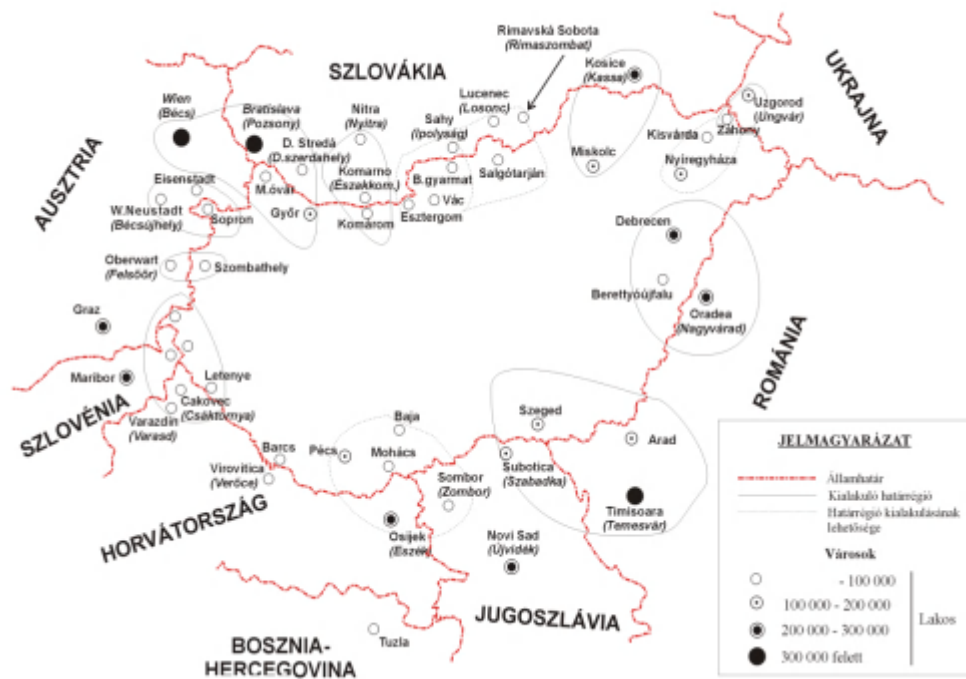 Rimavská Sobota
(Rimaszombat)
SZLOVÁKIA
Kosice
(Kassa)
UKRAJNA
Wien
(Bécs)
Bratislava
(Pozsony)
Nitra
(Nyitra)
Lucenec
(Losonc)
Sahy
(Ipolyság)
Uzgorod
(Ungvár)
Záhony
Kisvárda
Nyíregyháza
Miskolc
D. Stredá
(D.szerdahely)
AUSZTRIA
Eisenstadt
M.óvár
Komarno
(Északkom.)
B.gyarmat
Salgótarján
Vác
W.Neustadt
(Bécsújhely)
Sopron
Győr
Komárom
Esztergom
Debrecen
Oberwart
(Felsőőr)
Szombathely
Berettyóújfalu
Oradea
(Nagyvárad)
Graz
ROMÁNIA
Maribor
Letenye
SZLOVÉNIA
Cakovec
(Csáktornya)
Varazdin
(Varasd)
Baja
Szeged
Arad
Barcs
Pécs
Mohács
Virovitica
(Verőce)
Sombor
(Zombor)
Subotica
(Szabadka)
Timisoara
(Temesvár)
HORVÁTORSZÁG
Osijek
(Eszék)
Novi Sad
(Újvidék)
JUGOSZLÁVIA
BOSZNIA-
HERCEGOVINA
Tuzla
JELMAGYARÁZAT
Államhatár
Kialakuló határrégió
Határrégió kialakulásának
lehetősége
Városok
- 100 000
100 000 - 200 000
200 000 - 300 000
300 000 felett
Lakos